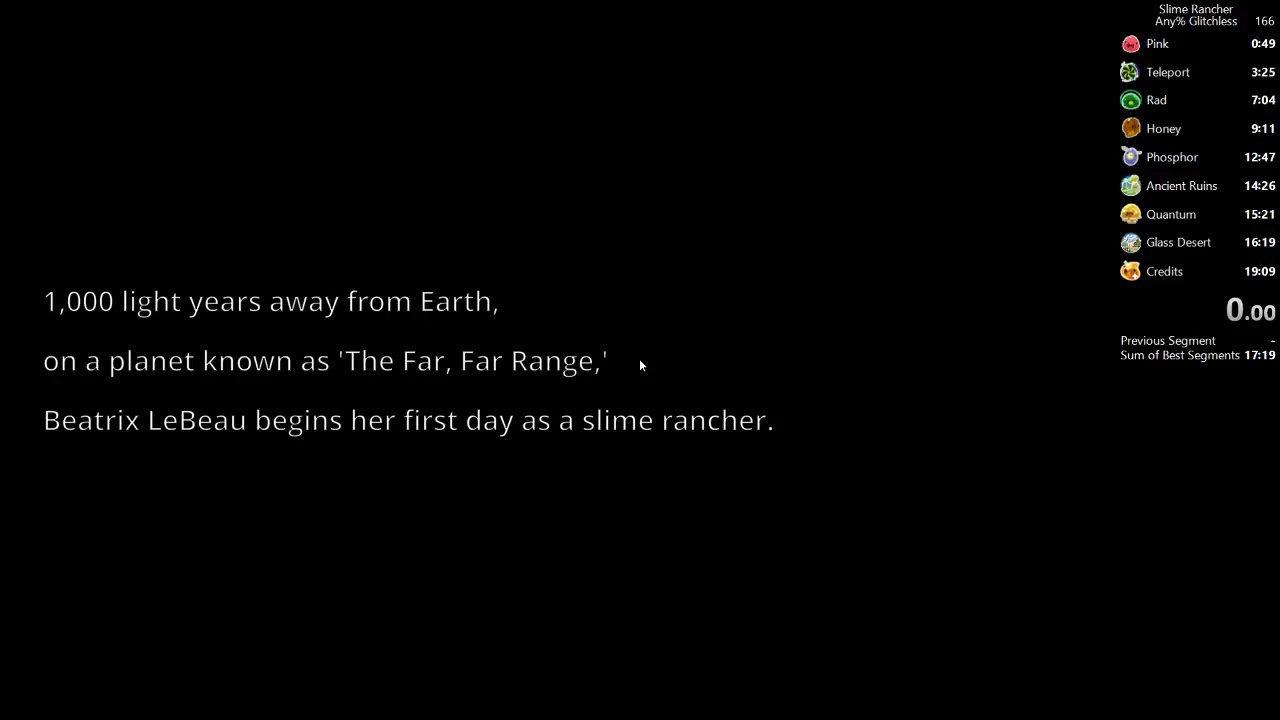 Slime Rancher
Any% Glitchless 166
Pink 0:49
Teleport 3:25
Rad 7:04
Honey 9:11
Phosphor 12:47
Ancient Ruins 14:26
Quantum 15:21
Glass Desert 16:19
Credits 19:09
0.00
Previous Segment -
Sum of Best Segments 17:19
1,000 light years away from Earth,
on a planet known as 'The Far, Far Range,'
Beatrix LeBeau begins her first day as a slime rancher.